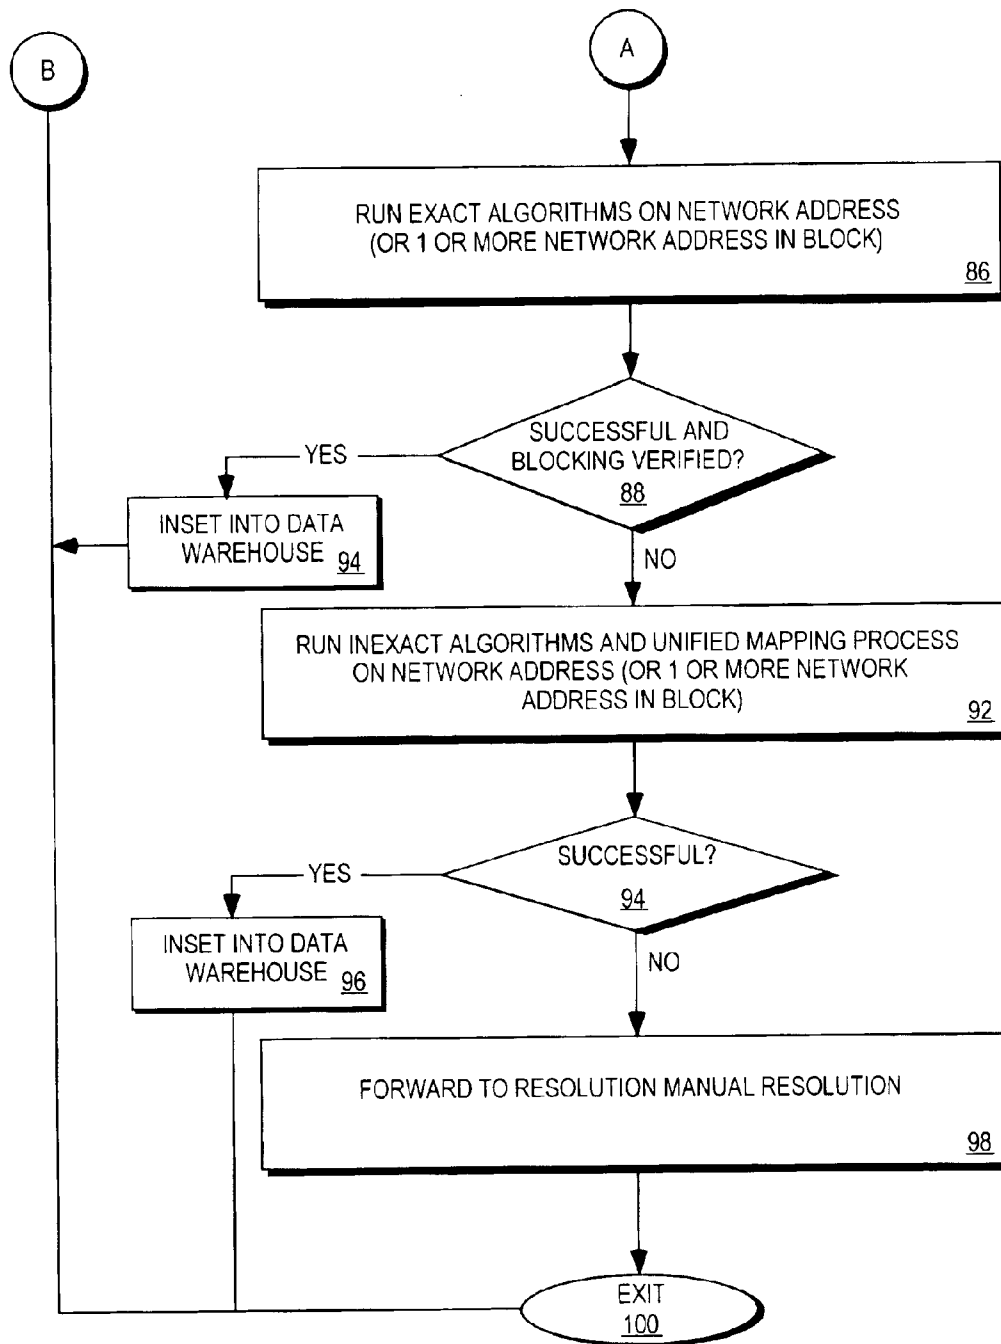 B
A
RUN EXACT ALGORITHMS ON NETWORK ADDRESS
(OR 1 OR MORE NETWORK ADDRESS IN BLOCK)
86
SUCCESSFUL AND
BLOCKING VERIFIED?
88
YES
INSET INTO DATA
WAREHOUSE
94
NO
RUN INEXACT ALGORITHMS AND UNIFIED MAPPING PROCESS
ON NETWORK ADDRESS (OR 1 OR MORE NETWORK
ADDRESS IN BLOCK)
92
SUCCESSFUL?
94
YES
INSET INTO DATA
WAREHOUSE
96
NO
FORWARD TO RESOLUTION MANUAL RESOLUTION
98
EXIT
100